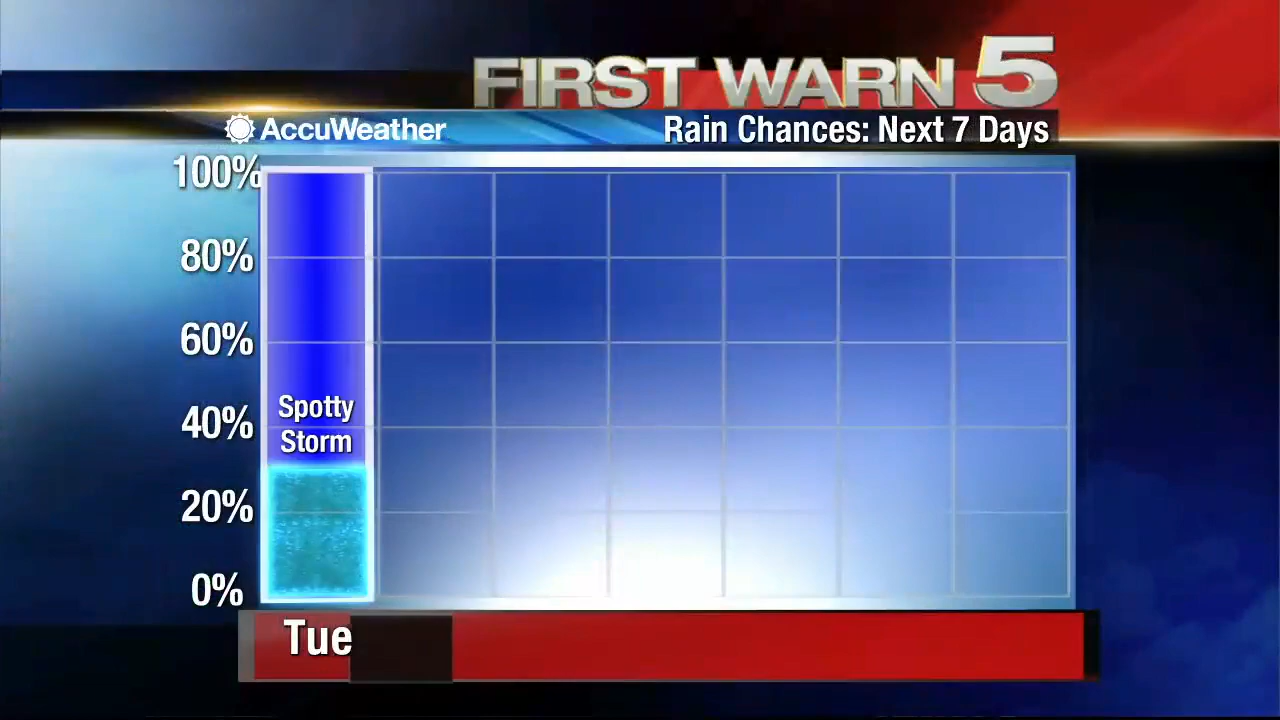 FIRST WARN 5
AccuWeather
Rain Chances: Next 7 Days
100%
80%
60%
40%
20%
0%
Spotty
Storm
Tue